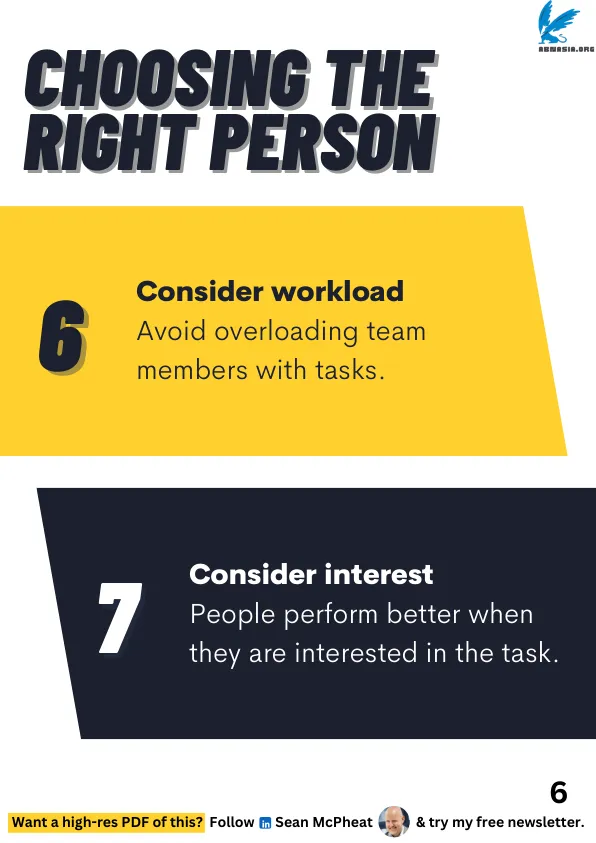 ABNASIA.ORG
CHOOSING THE
RIGHT PERSON
6
Consider workload
Avoid overloading team
members with tasks.
7
Consider interest
People perform better when
they are interested in the task.
6
Want a high-res PDF of this? Follow in Sean McPheat & try my free newsletter.